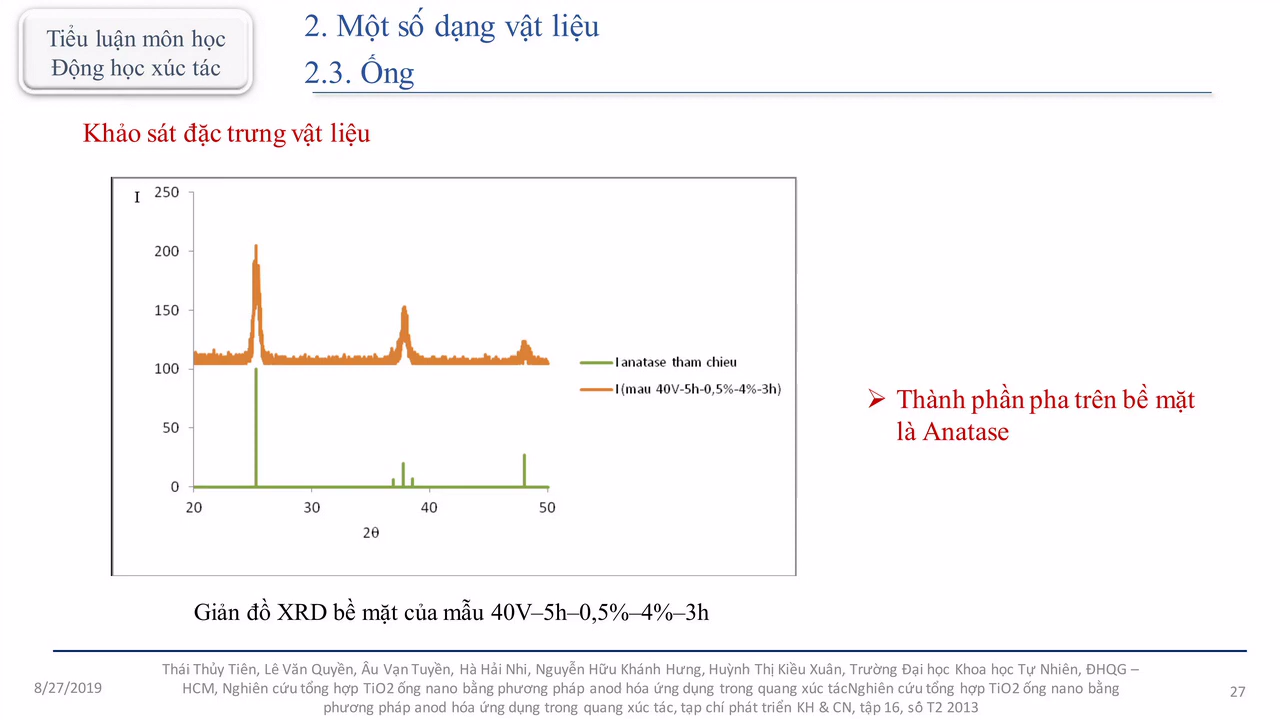 Tiểu luận môn học
Động học xúc tác
2. Một số dạng vật liệu
2.3. Ống
Khảo sát đặc trưng vật liệu
I
250
200
150
100
50
0
20 30 40 50
2θ
I anatase tham chieu
I (mau 40V-5h-0,5%-4%-3h)
➢ Thành phần pha trên bề mặt
là Anatase
Giản đồ XRD bề mặt của mẫu 40V–5h–0,5%–4%–3h
Thái Thủy Tiên, Lê Văn Quyền, Âu Vạn Tuyền, Hà Hải Nhi, Nguyễn Hữu Khánh Hưng, Huỳnh Thị Kiều Xuân, Trường Đại học Khoa học Tự Nhiên, ĐHQG –
HCM, Nghiên cứu tổng hợp TiO2 ống nano bằng phương pháp anod hóa ứng dụng trong quang xúc tácNghiên cứu tổng hợp TiO2 ống nano bằng
phương pháp anod hóa ứng dụng trong quang xúc tác, tạp chí phát triển KH & CN, tập 16, số T2 2013
8/27/2019
27